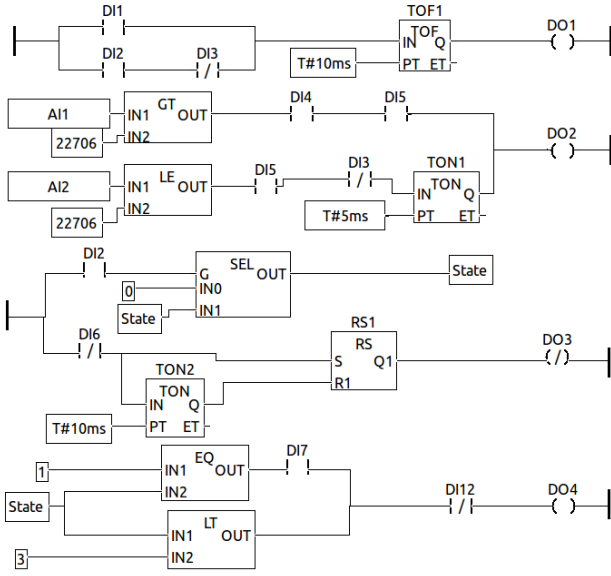 DI1 TOF1 DO1
TOF
IN Q
DI2 DI3
T#10ms PT ET
AI1 GT DI4 DI5
IN1 OUT
22706 IN2
DO2
AI2 LE DI5 DI3 TON1
IN1 OUT TON
IN Q
22706 IN2
T#5ms PT ET
DI2 SEL State
G OUT
0 IN0
State IN1
DI6 RS1 DO3
RS
S Q1
TON2 R1
TON
IN Q
T#10ms PT ET
EQ DI7
1 IN1 OUT
IN2
State DI12 DO4
LT
IN1 OUT
3 IN2